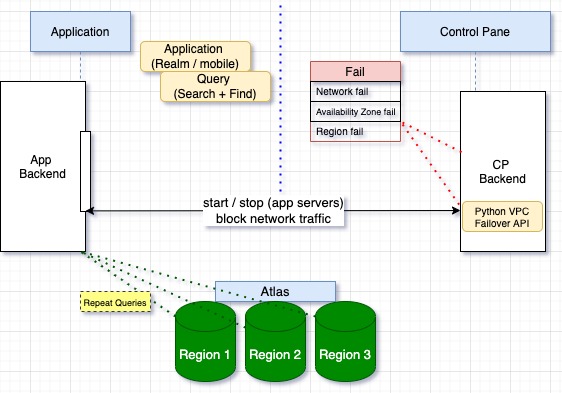 Application
Control Pane
Application
(Realm / mobile)
Query
(Search + Find)
Fail
Network fail
Availability Zone fail
Region fail
App
Backend
CP
Backend
Python VPC
Failover API
start / stop (app servers)
block network traffic
Repeat Queries
Atlas
Region 1
Region 2
Region 3